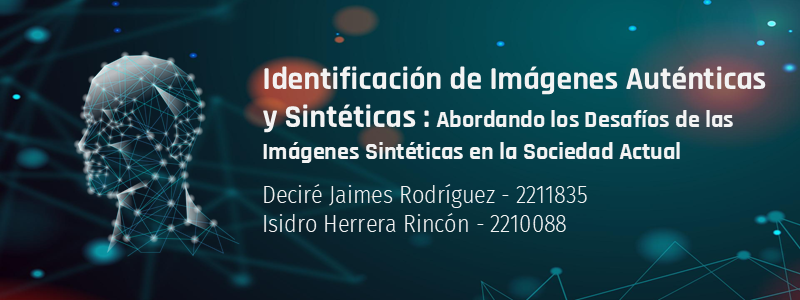 Identificación de Imágenes Auténticas
y Sintéticas : Abordando los Desafíos de las
Imágenes Sintéticas en la Sociedad Actual
Deciré Jaimes Rodríguez - 2211835
Isidro Herrera Rincón - 2210088